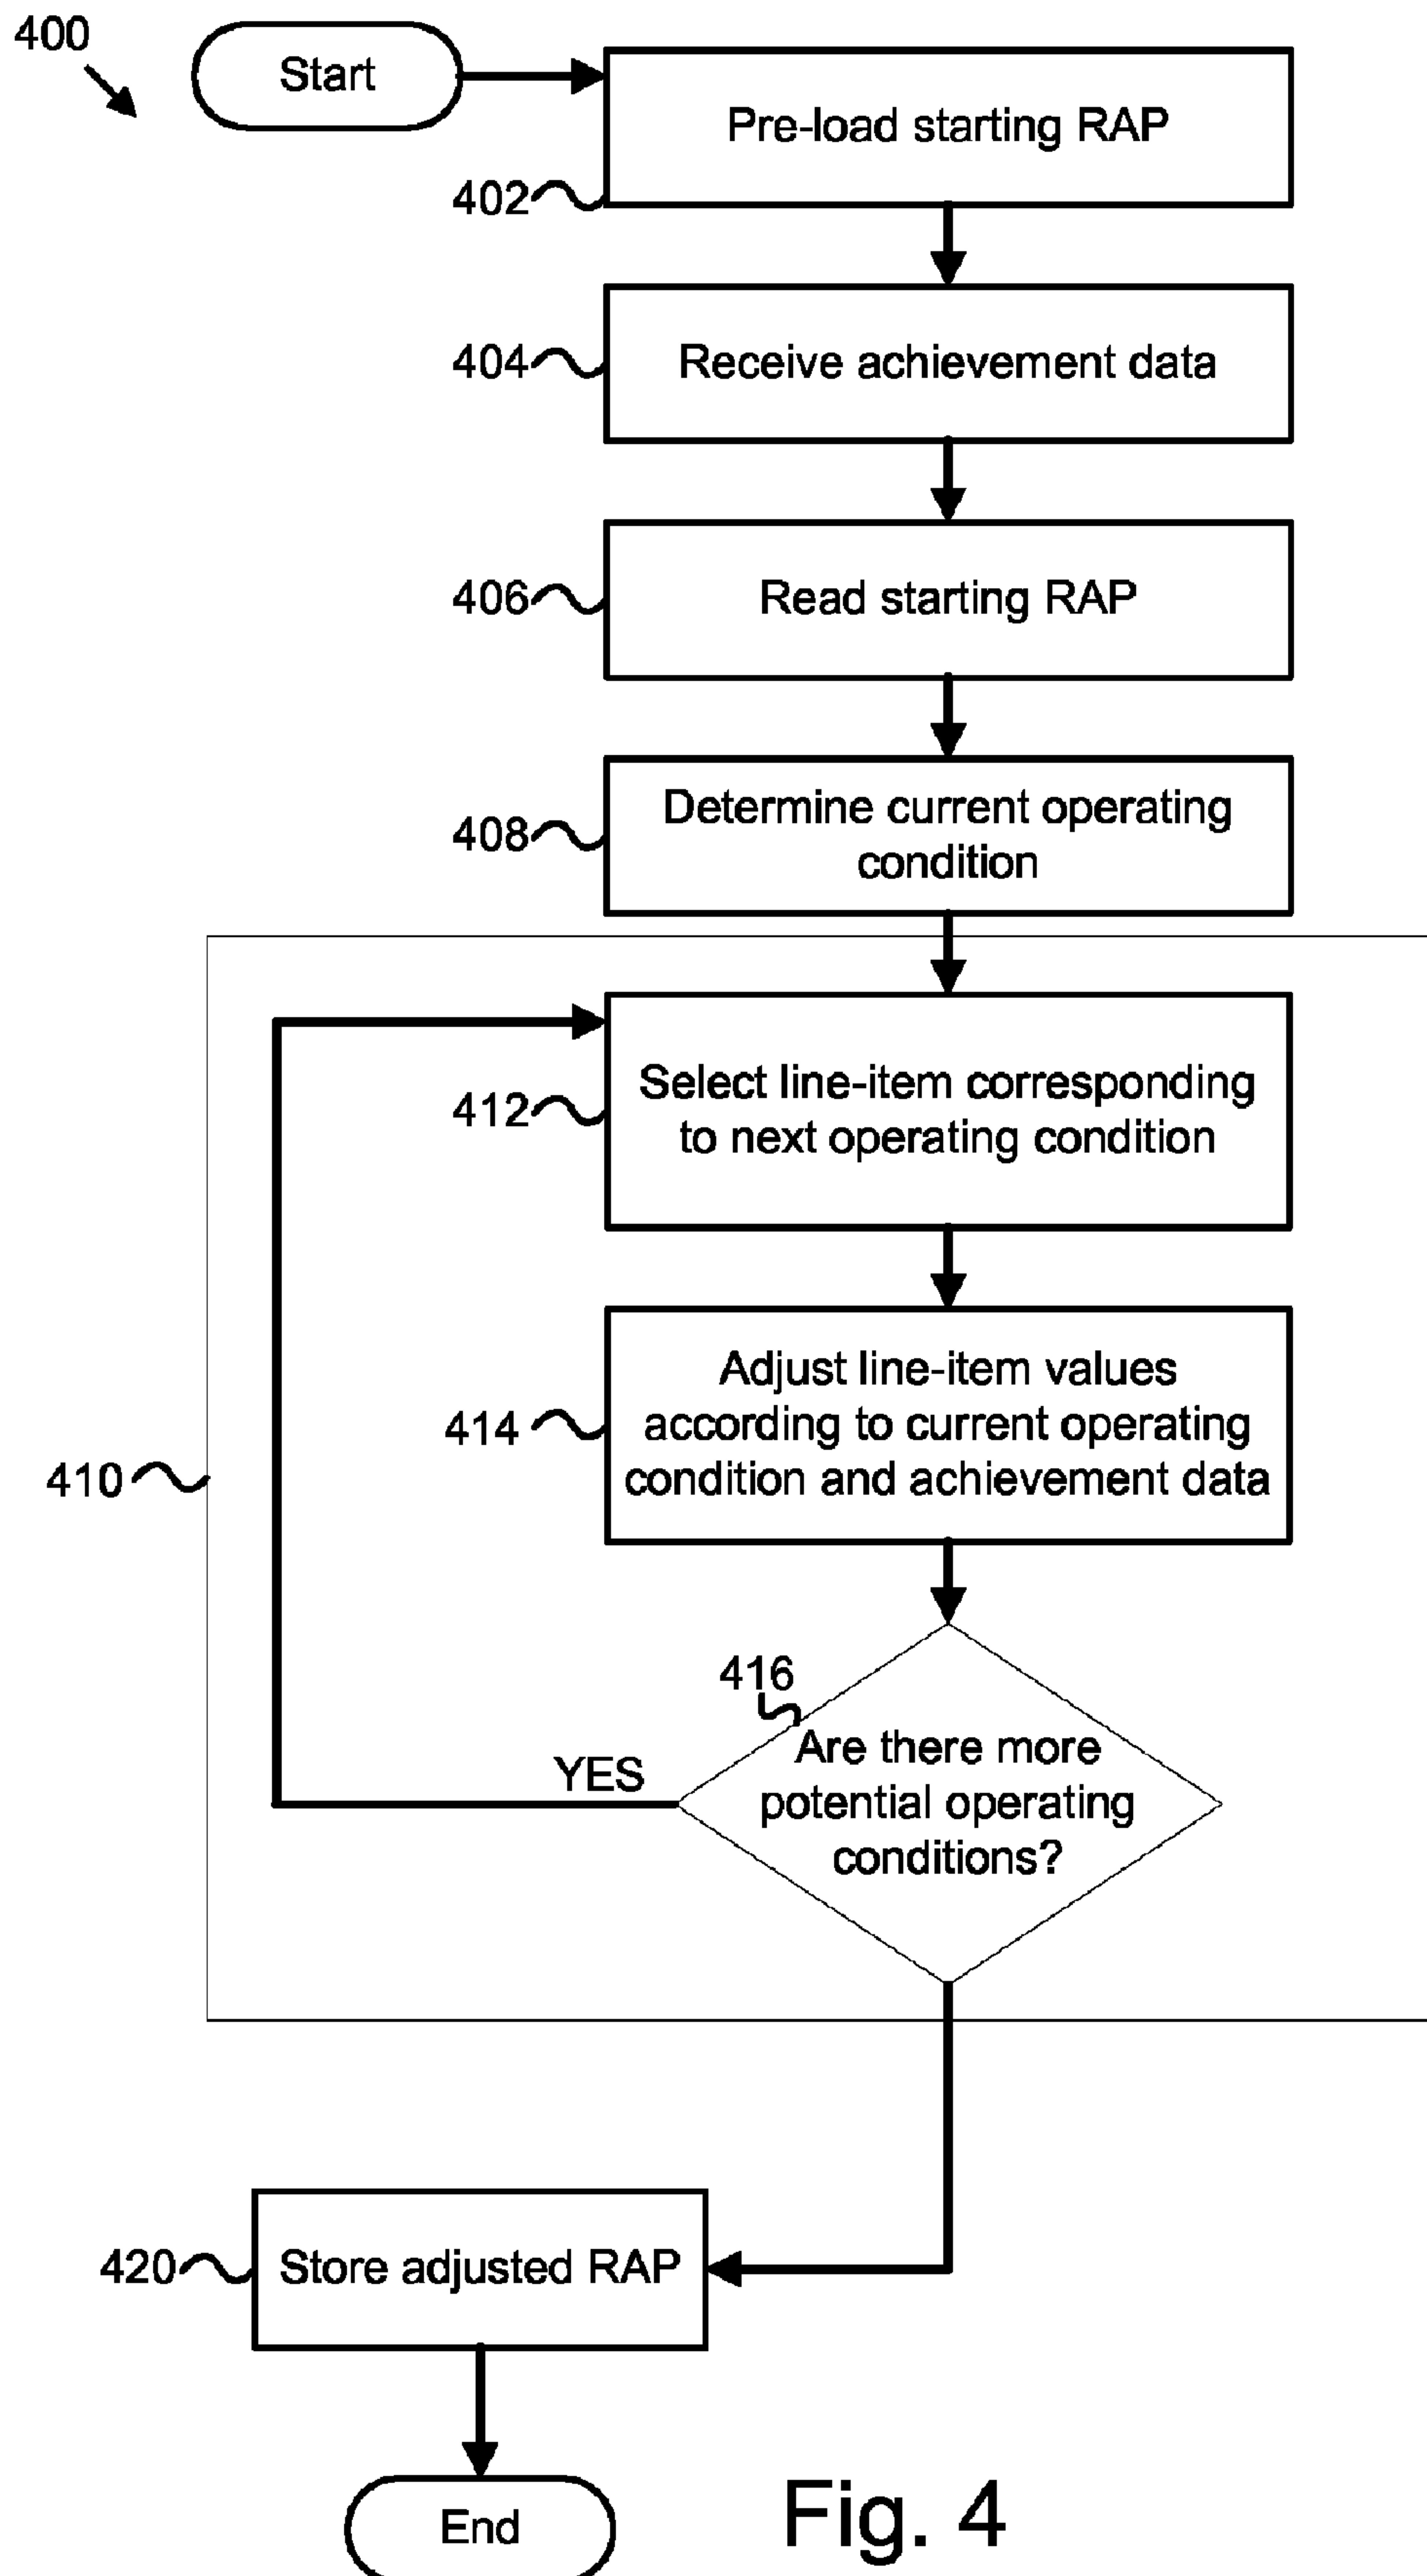 400
Start
Pre-load starting RAP
402
Receive achievement data
404
Read starting RAP
406
Determine current operating
condition
408
Select line-item corresponding
to next operating condition
412
Adjust line-item values
according to current operating
condition and achievement data
414
410
416
Are there more
potential operating
conditions?
YES
Store adjusted RAP
420
End
Fig. 4